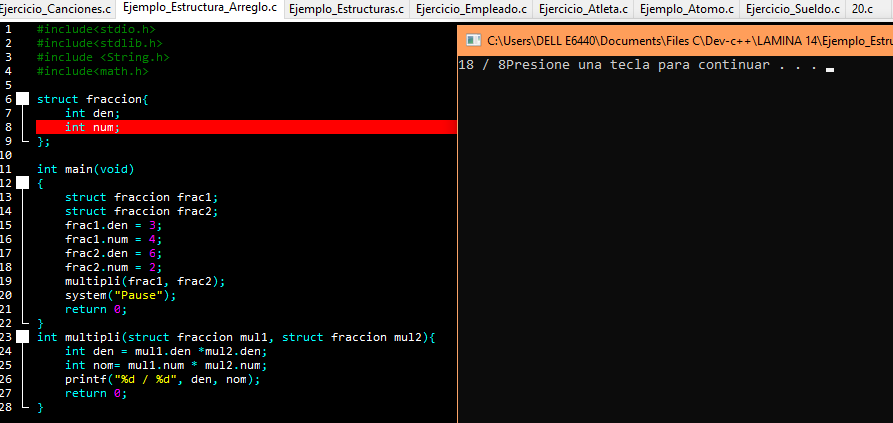 Ejercicio_Canciones.c Ejemplo_Estructura_Arreglo.c Ejemplo_Estructuras.c Ejercicio_Empleado.c Ejercicio_Atleta.c Ejemplo_Atomo.c Ejercicio_Sueldo.c 20.c
1 #include<stdio.h>
2 #include<stdlib.h>
3 #include <String.h>
4 #include<math.h>
5
6 struct fraccion{
7 int den;
8 int num;
9 };
10
11 int main(void)
12 {
13 struct fraccion frac1;
14 struct fraccion frac2;
15 frac1.den = 3;
16 frac1.num = 4;
17 frac2.den = 6;
18 frac2.num = 2;
19 multipli(frac1, frac2);
20 system("Pause");
21 return 0;
22 }
23 int multipli(struct fraccion mul1, struct fraccion mul2){
24 int den = mul1.den *mul2.den;
25 int nom= mul1.num * mul2.num;
26 printf("%d / %d", den, nom);
27 return 0;
28 }
C:\Users\DELL E6440\Documents\Files C\Dev-c++\LAMINA 14\Ejemplo_Estru
18 / 8Presione una tecla para continuar . . .